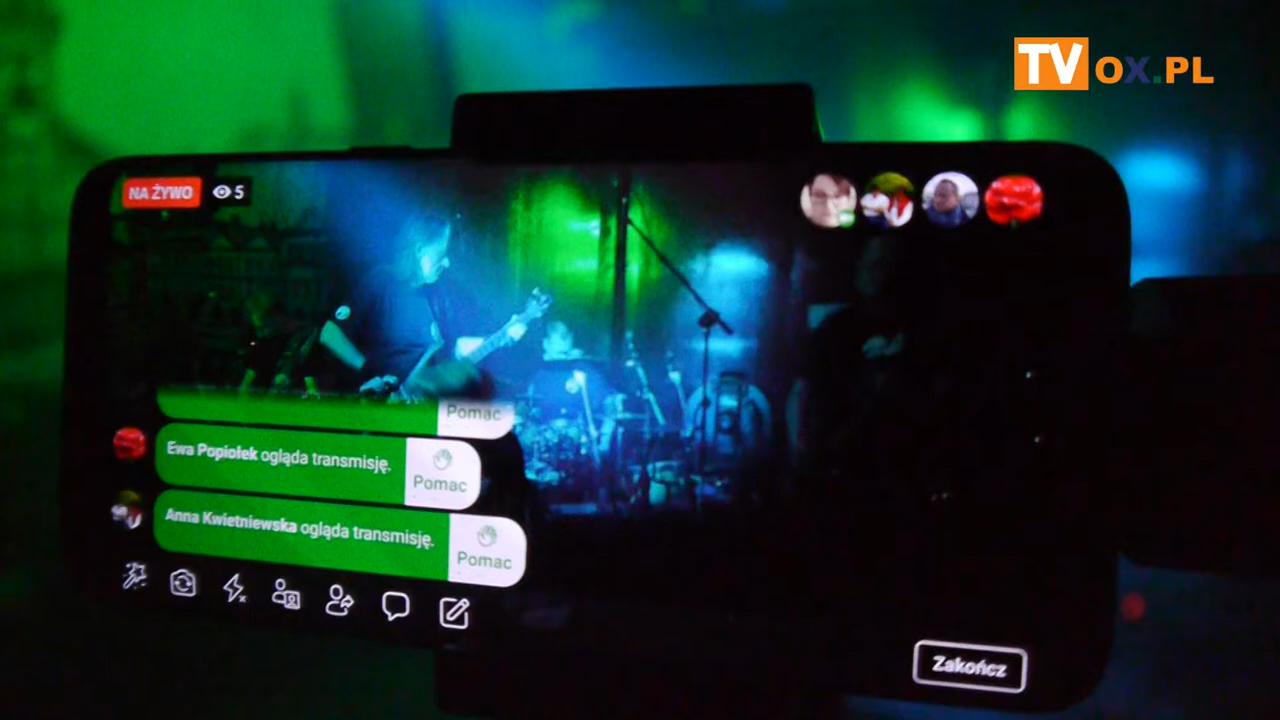 TVOX.PL
NA ŻYWO 5
Pomac
Ewa Popiołek ogląda transmisję.
Pomac
Anna Kwietniewska ogląda transmisję.
Pomac
Zakończ